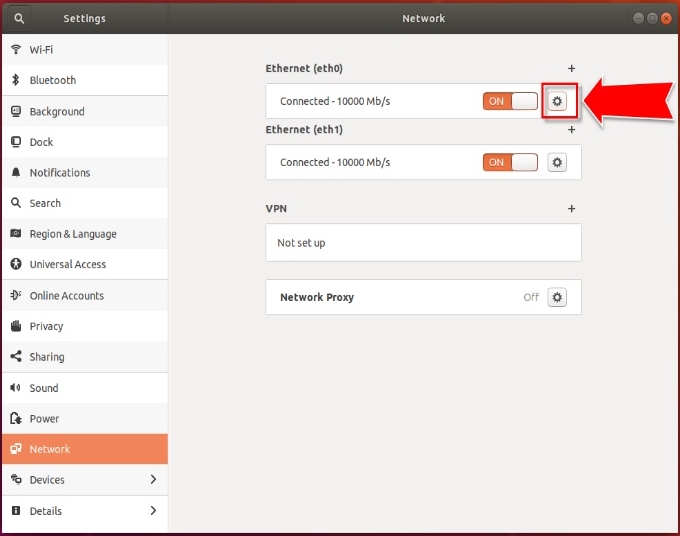 Settings
Network
Wi-Fi
Bluetooth
Background
Dock
Notifications
Search
Region & Language
Universal Access
Online Accounts
Privacy
Sharing
Sound
Power
Network
Devices
Details
Ethernet (eth0)
+
Connected - 10000 Mb/s
ON
Ethernet (eth1)
+
Connected - 10000 Mb/s
ON
VPN
+
Not set up
Network Proxy
Off